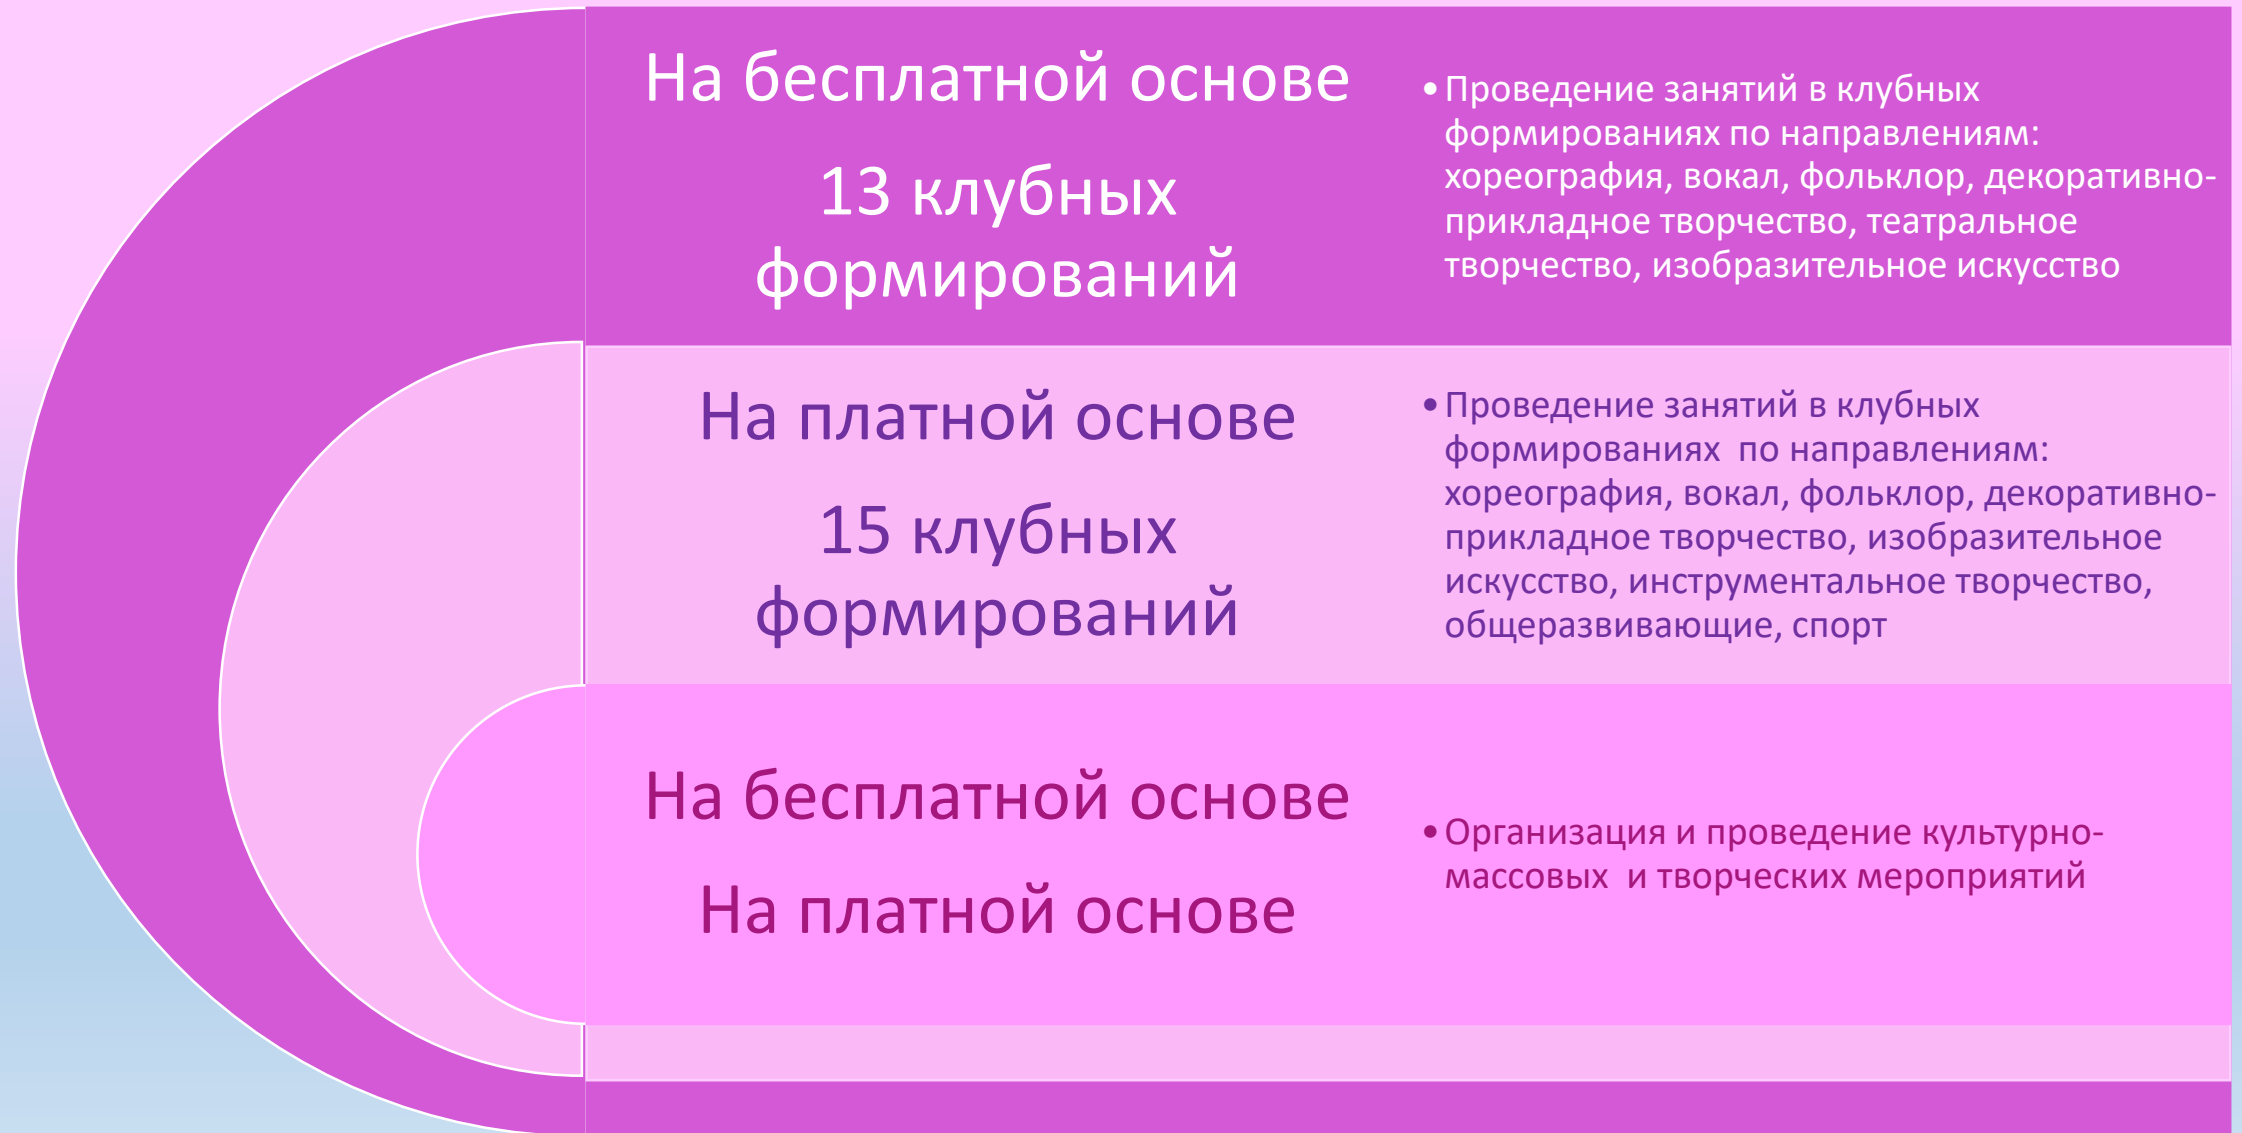 На бесплатной основе
13 клубных
формирований
• Проведение занятий в клубных
формированиях по направлениям:
хореография, вокал, фольклор, декоративно-
прикладное творчество, театральное
творчество, изобразительное искусство
На платной основе
15 клубных
формирований
• Проведение занятий в клубных
формированиях  по направлениям:
хореография, вокал, фольклор, декоративно-
прикладное творчество, изобразительное
искусство, инструментальное творчество,
общеразвивающие, спорт
На бесплатной основе
На платной основе
• Организация и проведение культурно-
массовых  и творческих мероприятий